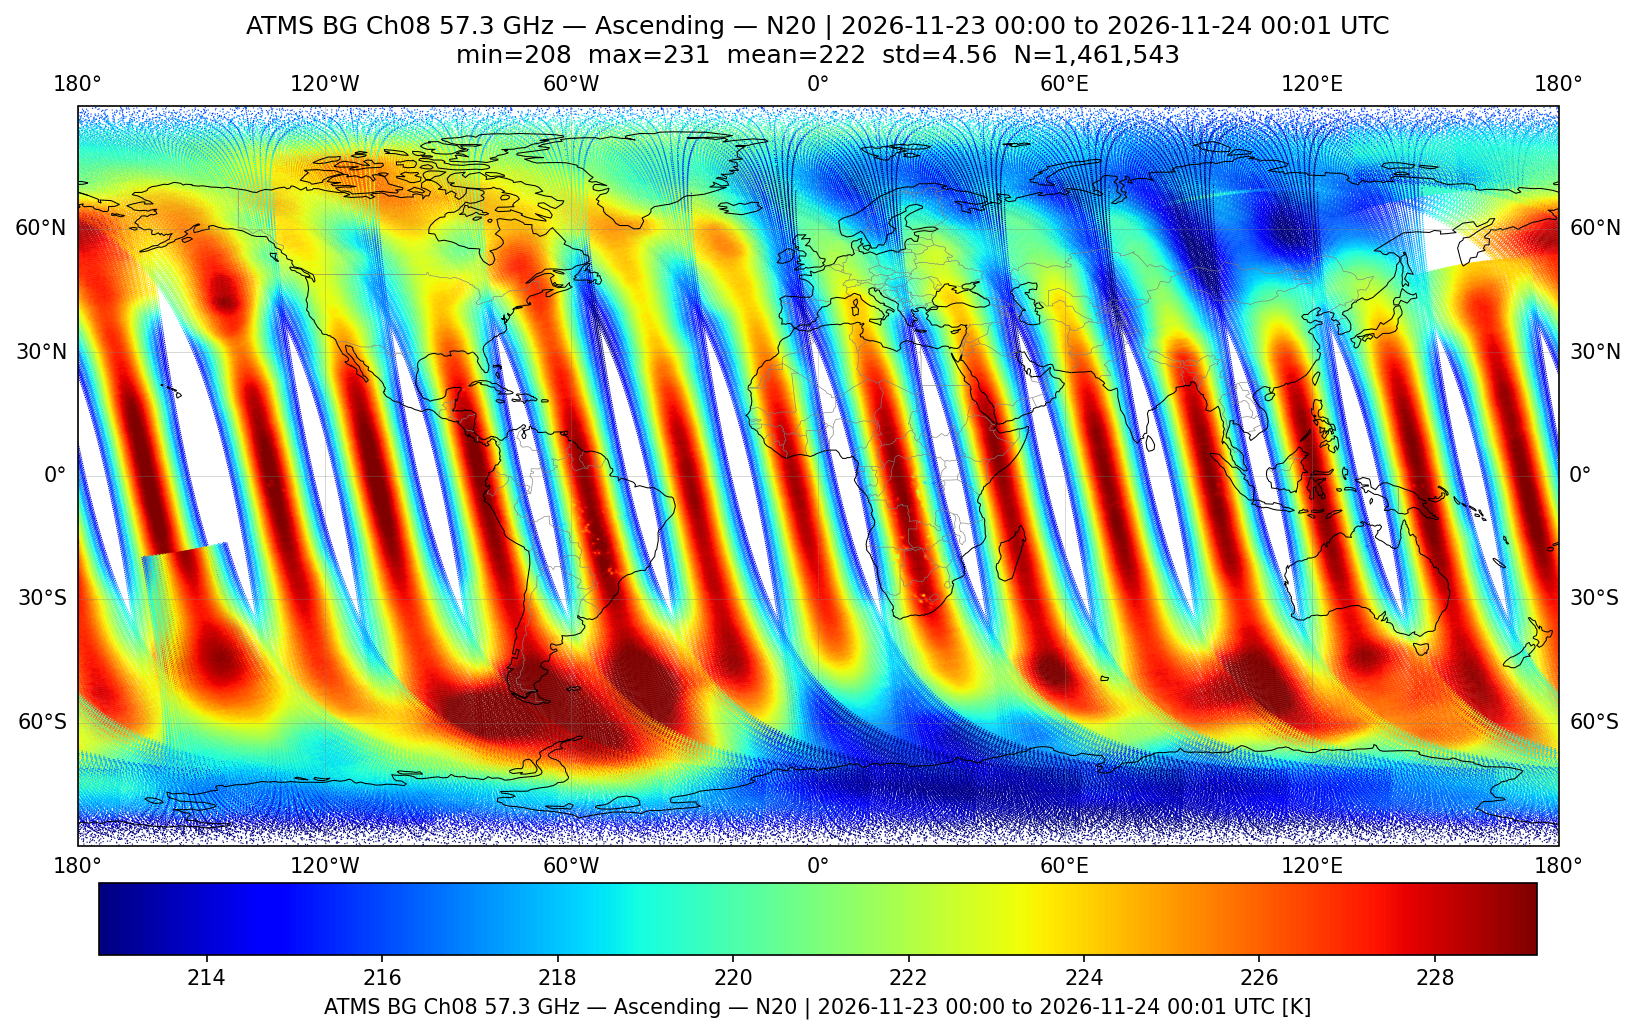 ATMS BG Ch08 57.3 GHz — Ascending — N20 | 2026-11-23 00:00 to 2026-11-24 00:01 UTC
min=208  max=231  mean=222  std=4.56  N=1,461,543
180° 120°W 60°W 0° 60°E 120°E 180°
60°N 60°N
30°N 30°N
0° 0°
30°S 30°S
60°S 60°S
180° 120°W 60°W 0° 60°E 120°E 180°
214 216 218 220 222 224 226 228
ATMS BG Ch08 57.3 GHz — Ascending — N20 | 2026-11-23 00:00 to 2026-11-24 00:01 UTC [K]